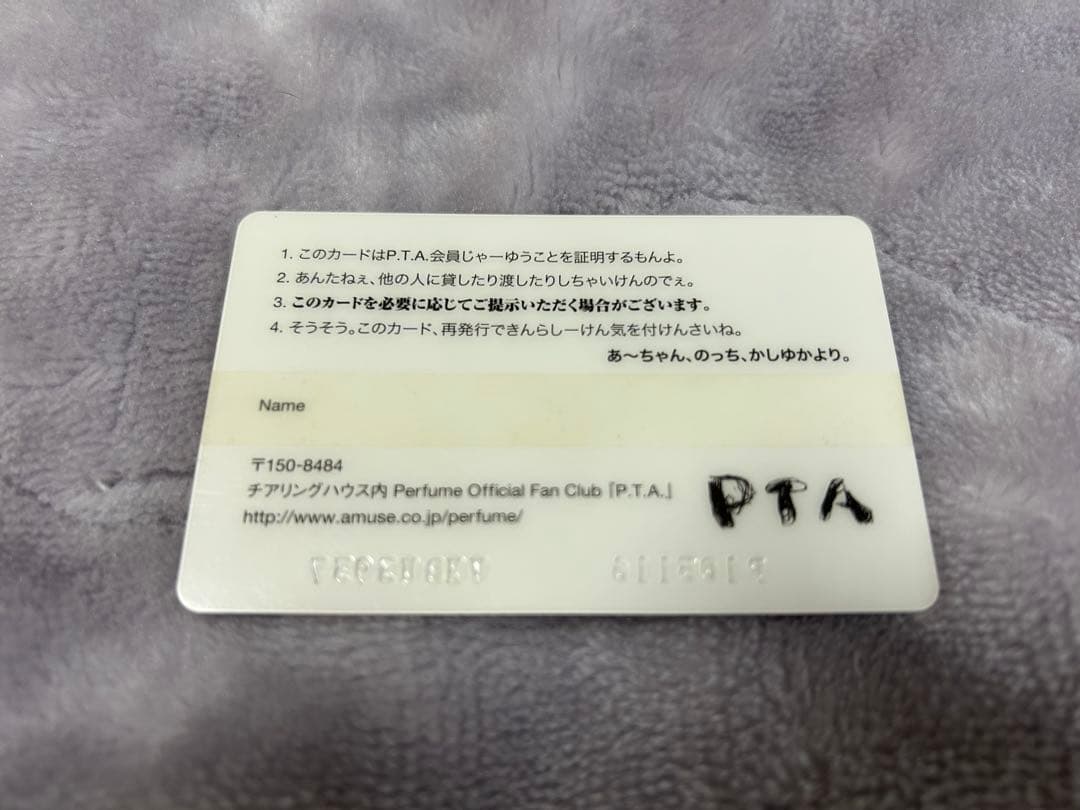 1. このカードはP.T.A.会員じゃーゆうことを証明するもんよ。
2. あんたねぇ、他の人に貸したり渡したりしちゃいけんのでぇ。
3. このカードを必要に応じてご提示いただく場合がございます。
4. そうそう。このカード、再発行できんらしーけん気を付けんさいね。
あ〜ちゃん、のっち、かしゆかより。
Name
〒150-8484
チアリングハウス内 Perfume Official Fan Club『P.T.A.』
http://www.amuse.co.jp/perfume/
PTA